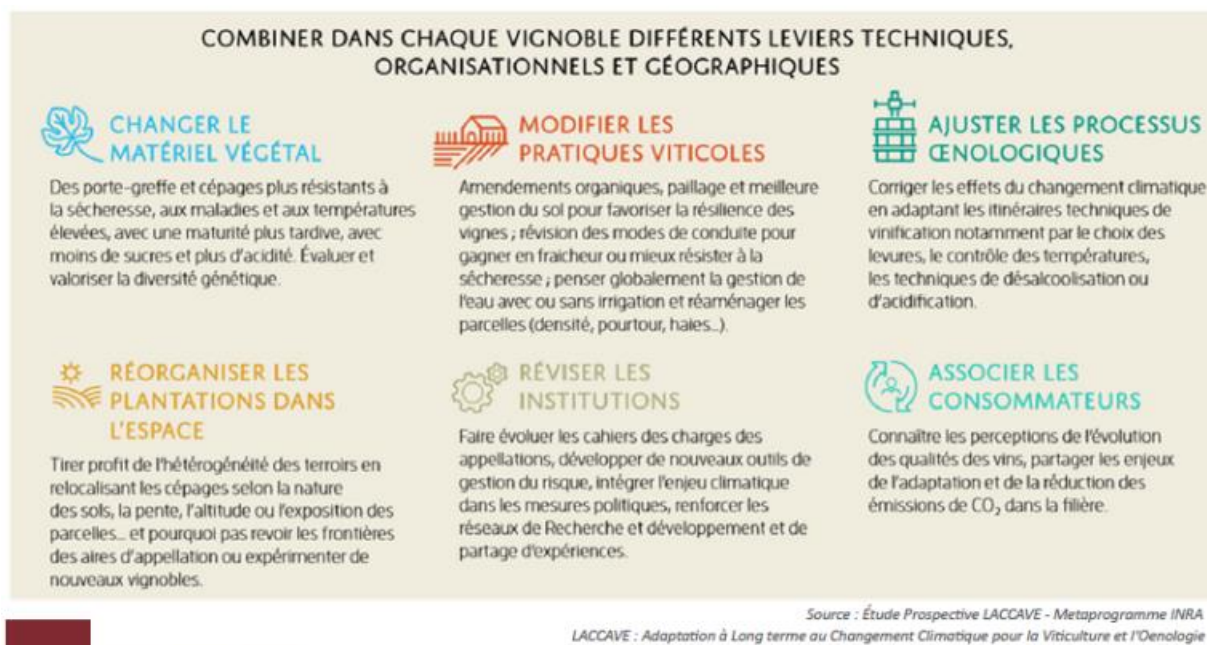 COMBINER DANS CHAQUE VIGNOBLE DIFFÉRENTS LEVIERS TECHNIQUES,
ORGANISATIONNELS ET GÉOGRAPHIQUES
CHANGER LE
MATÉRIEL VÉGÉTAL
Des porte-greffe et cépages plus résistants à
la sécheresse, aux maladies et aux températures
élevées, avec une maturité plus tardive, avec
moins de sucres et plus d'acidité. Évaluer et
valoriser la diversité génétique.
MODIFIER LES
PRATIQUES VITICOLES
Amendements organiques, paillage et meilleure
gestion du sol pour favoriser la résilience des
vignes ; révision des modes de conduite pour
gagner en fraicheur ou mieux résister à la
sécheresse ; penser globalement la gestion de
l'eau avec ou sans irrigation et réaménager les
parcelles (densité, pourtour, haies...).
AJUSTER LES PROCESSUS
ŒNOLOGIQUES
Corriger les effets du changement climatique
en adaptant les itinéraires techniques de
vinification notamment par le choix des
levures, le contrôle des températures,
les techniques de désalcoolisation ou
d'acidification.
RÉORGANISER LES
PLANTATIONS DANS
L'ESPACE
Tirer profit de l'hétérogénéité des terroirs en
relocalisant les cépages selon la nature
des sols, la pente, l'altitude ou l'exposition des
parcelles... et pourquoi pas revoir les frontières
des aires d'appellation ou expérimenter de
nouveaux vignobles.
RÉVISER LES
INSTITUTIONS
Faire évoluer les cahiers des charges des
appellations, développer de nouveaux outils de
gestion du risque, intégrer l'enjeu climatique
dans les mesures politiques, renforcer les
réseaux de Recherche et développement et de
partage d'expériences.
ASSOCIER LES
CONSOMMATEURS
Connaître les perceptions de l'évolution
des qualités des vins, partager les enjeux
de l'adaptation et de la réduction des
émissions de CO₂ dans la filière.
Source : Étude Prospective LACCAVE - Metaprogramme INRA
LACCAVE : Adaptation à Long terme au Changement Climatique pour la Viticulture et l'Oenologie